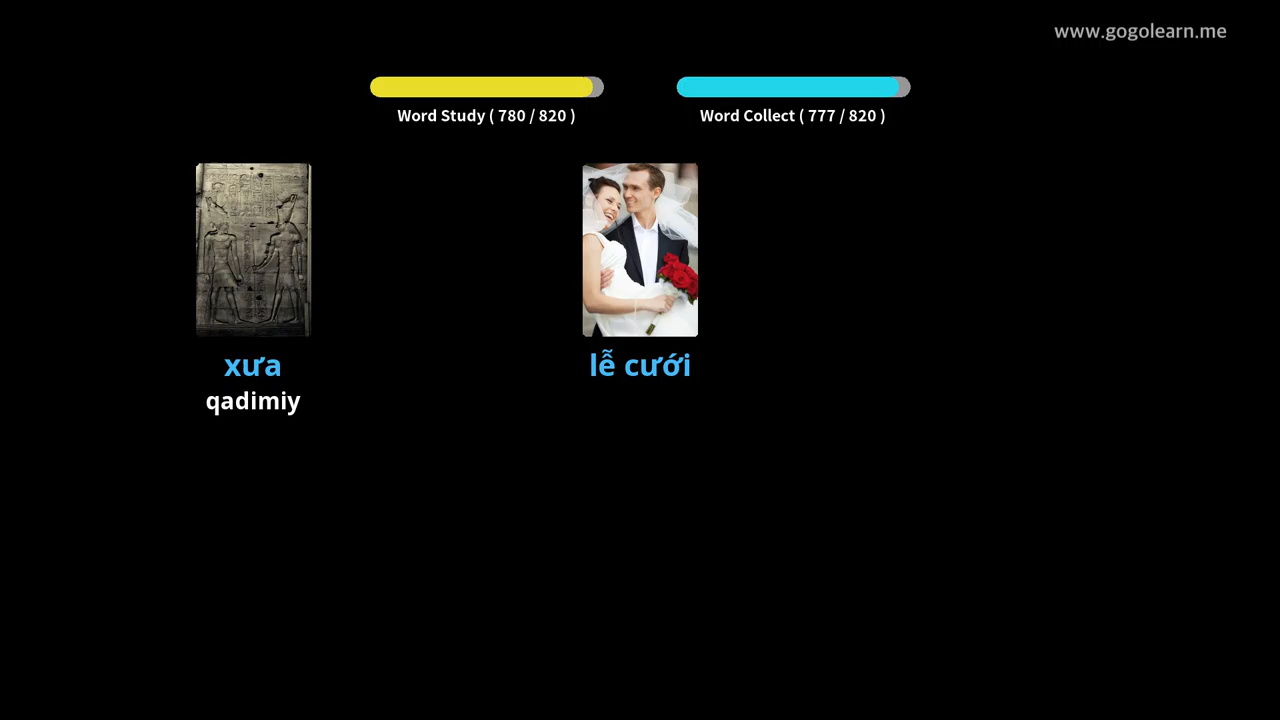 www.gogolearn.me
Word Study ( 780 / 820 )
Word Collect ( 777 / 820 )
xưa
lễ cưới
qadimiy